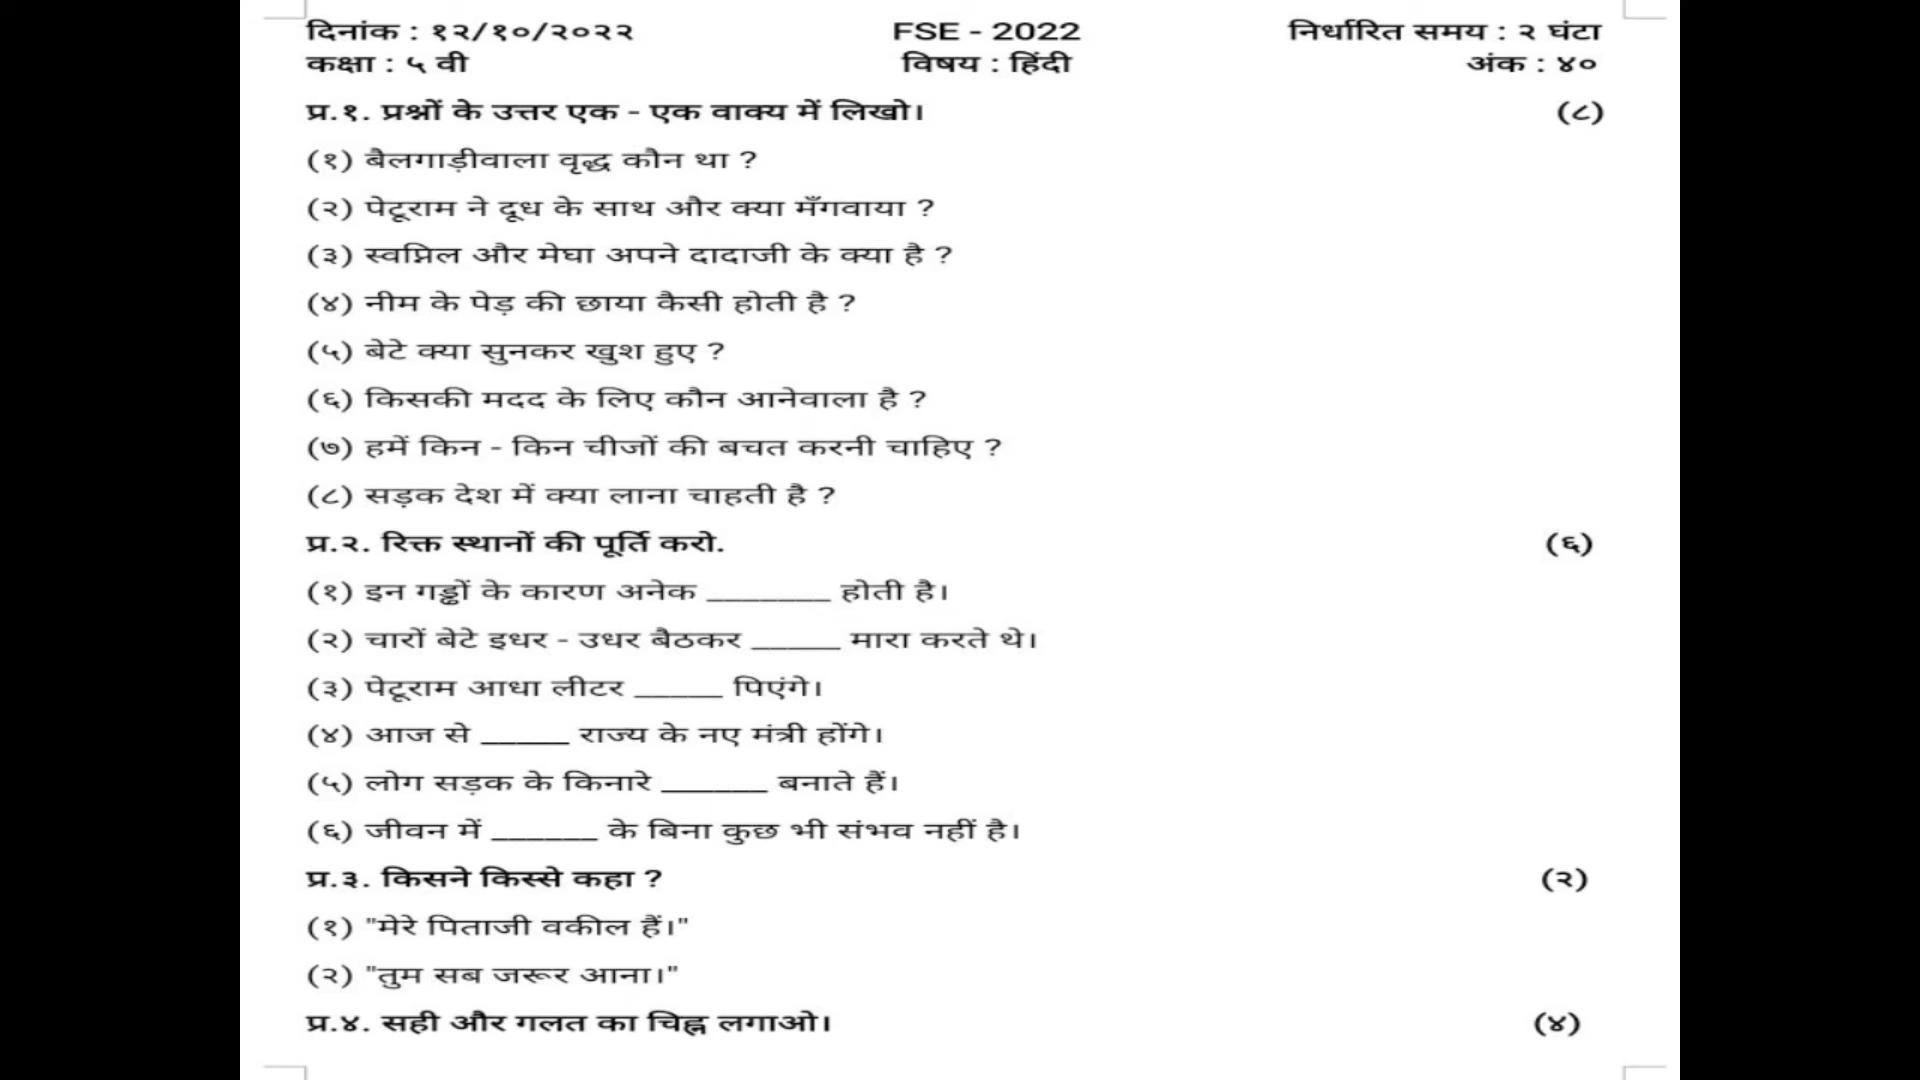 दिनांक : १२/१०/२०२२ FSE - 2022 निर्धारित समय : २ घंटा
कक्षा : ५ वी विषय : हिंदी अंक : ४०
प्र.१. प्रश्नों के उत्तर एक - एक वाक्य में लिखो। (८)
(१) बैलगाड़ीवाला वृद्ध कौन था ?
(२) पेटूराम ने दूध के साथ और क्या मँगवाया ?
(३) स्वप्निल और मेघा अपने दादाजी के क्या है ?
(४) नीम के पेड़ की छाया कैसी होती है ?
(५) बेटे क्या सुनकर खुश हुए ?
(६) किसकी मदद के लिए कौन आनेवाला है ?
(७) हमें किन - किन चीजों की बचत करनी चाहिए ?
(८) सड़क देश में क्या लाना चाहती है ?
प्र.२. रिक्त स्थानों की पूर्ति करो. (६)
(१) इन गड्ढों के कारण अनेक _______ होती है।
(२) चारों बेटे इधर - उधर बैठकर _____ मारा करते थे।
(३) पेटूराम आधा लीटर _____ पिएंगे।
(४) आज से _____ राज्य के नए मंत्री होंगे।
(५) लोग सड़क के किनारे ______ बनाते हैं।
(६) जीवन में ______ के बिना कुछ भी संभव नहीं है।
प्र.३. किसने किस्से कहा ? (२)
(१) "मेरे पिताजी वकील हैं।"
(२) "तुम सब जरूर आना।"
प्र.४. सही और गलत का चिह्न लगाओ। (४)